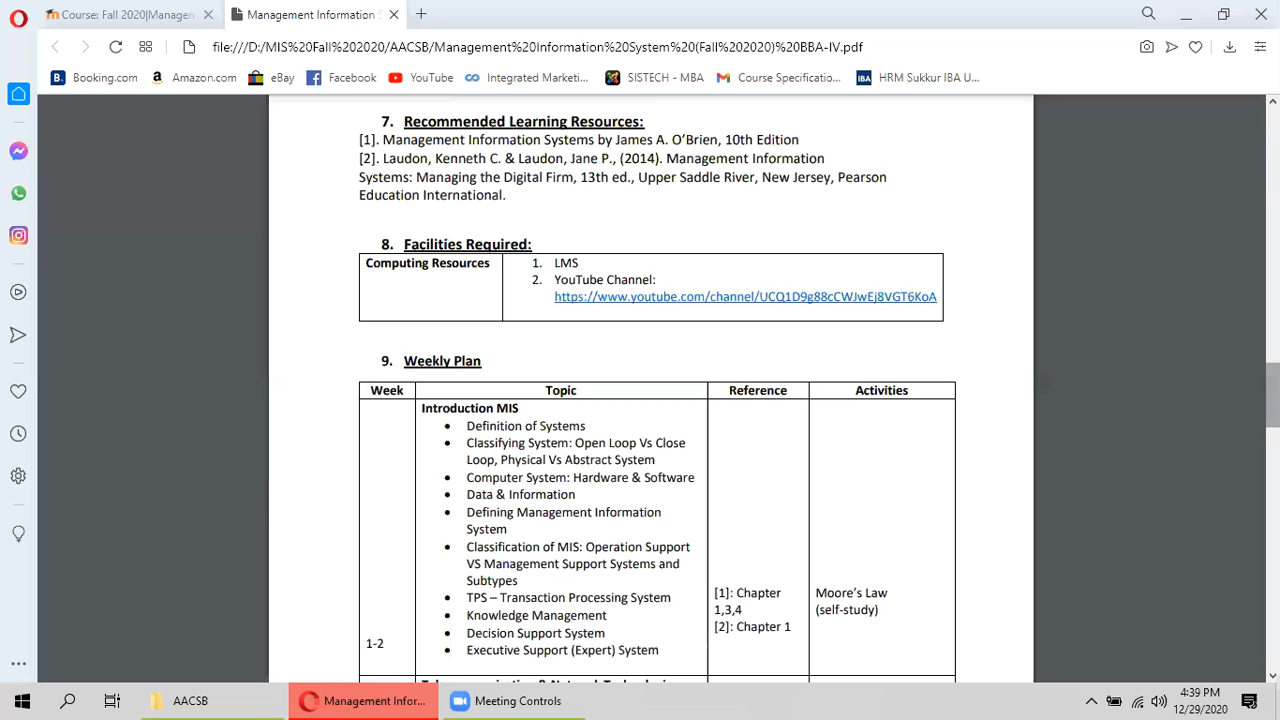 Course: Fall 2020|Managen
Management Information S
file:///D:/MIS%20Fall%202020/AACSB/Management%20Information%20System%20(Fall%202020)%20BBA-IV.pdf
B. Booking.com
a Amazon.com
eBay
Facebook
YouTube
Integrated Marketi...
SISTECH - MBA
Course Specificatio...
IBA HRM Sukkur IBA U...
7. Recommended Learning Resources:
[1]. Management Information Systems by James A. O'Brien, 10th Edition
[2]. Laudon, Kenneth C. & Laudon, Jane P., (2014). Management Information
Systems: Managing the Digital Firm, 13th ed., Upper Saddle River, New Jersey, Pearson
Education International.
8. Facilities Required:
Computing Resources
1. LMS
2. YouTube Channel:
https://www.youtube.com/channel/UCQ1D9g88cCWJwEj8VGT6KoA
9. Weekly Plan
Week Topic Reference Activities
1-2
Introduction MIS
• Definition of Systems
• Classifying System: Open Loop Vs Close
Loop, Physical Vs Abstract System
• Computer System: Hardware & Software
• Data & Information
• Defining Management Information
System
• Classification of MIS: Operation Support
VS Management Support Systems and
Subtypes
• TPS – Transaction Processing System
• Knowledge Management
• Decision Support System
• Executive Support (Expert) System
[1]: Chapter
1,3,4
[2]: Chapter 1
Moore's Law
(self-study)
AACSB
Management Infor...
Meeting Controls
4:39 PM
12/29/2020